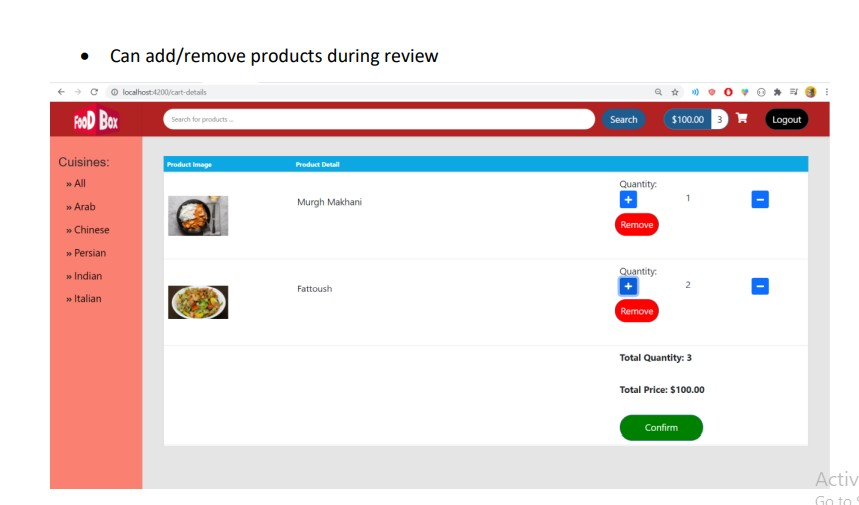 • Can add/remove products during review
localhost:4200/cart-details
FooD Box
Search for products ...
Search
$100.00 3
Logout
Cuisines:
» All
» Arab
» Chinese
» Persian
» Indian
» Italian
Product Image Product Detail
Murgh Makhani
Quantity:
+ 1 −
Remove
Fattoush
Quantity:
+ 2 −
Remove
Total Quantity: 3
Total Price: $100.00
Confirm
Activ
Go to